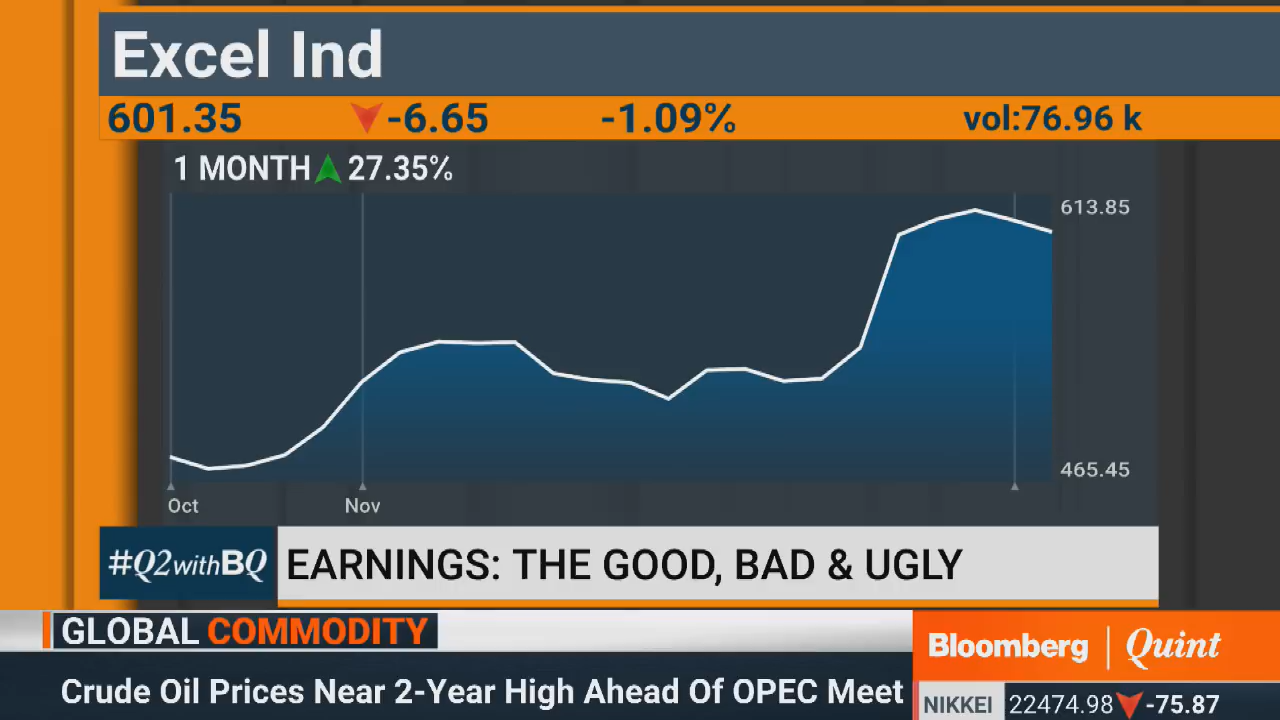 Excel Ind
601.35 -6.65 -1.09% vol:76.96 k
1 MONTH 27.35%
613.85
465.45
Oct Nov
#Q2withBQ EARNINGS: THE GOOD, BAD & UGLY
GLOBAL COMMODITY
Bloomberg | Quint
Crude Oil Prices Near 2-Year High Ahead Of OPEC Meet
NIKKEI 22474.98 -75.87